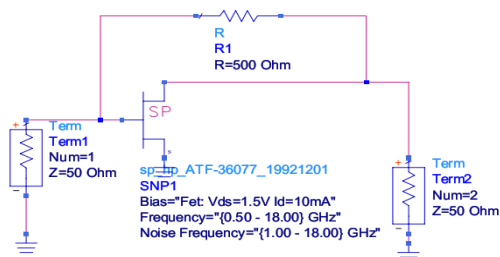 R
R1
R=500 Ohm
SP
Term
Term1
Num=1
Z=50 Ohm
s
sp_hp_ATF-36077_19921201
SNP1
Bias="Fet: Vds=1.5V Id=10mA"
Frequency="{0.50 - 18.00} GHz"
Noise Frequency="{1.00 - 18.00} GHz"
Term
Term2
Num=2
Z=50 Ohm